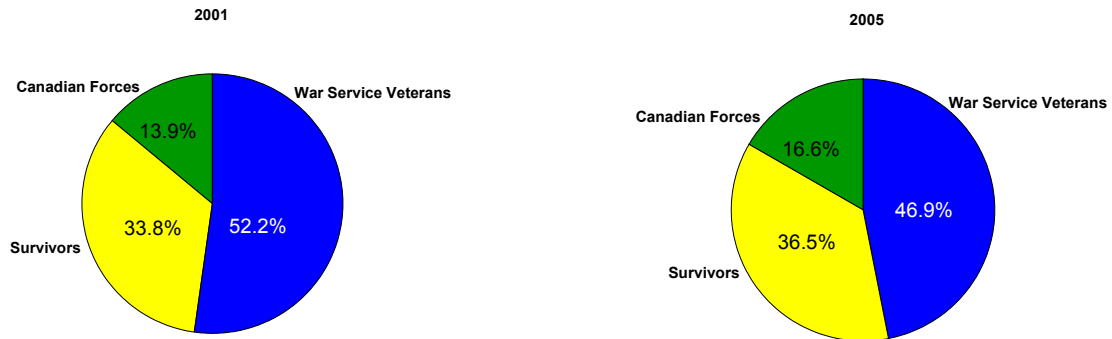 2001
Canadian Forces
War Service Veterans
13.9%
33.8%
52.2%
Survivors
2005
Canadian Forces
War Service Veterans
16.6%
46.9%
36.5%
Survivors